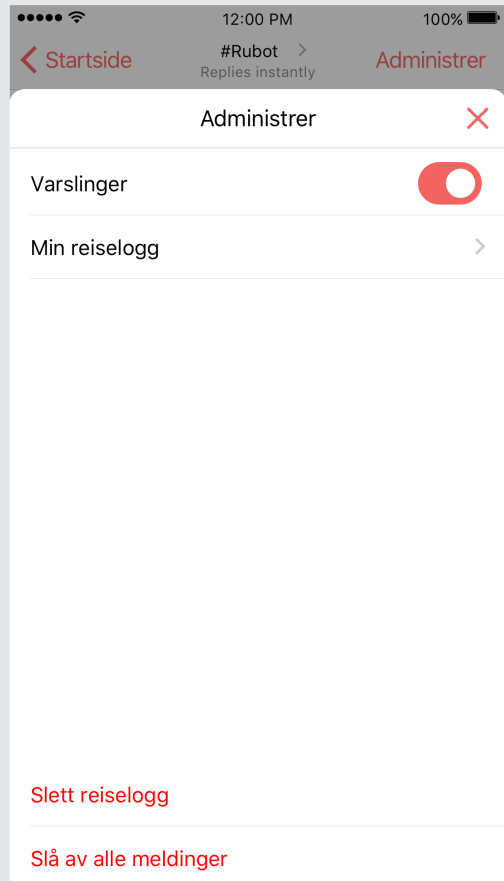 12:00 PM
100%
Startside
#Rubot
Replies instantly
Administrer
Administrer
Varslinger
Min reiselogg
Slett reiselogg
Slå av alle meldinger